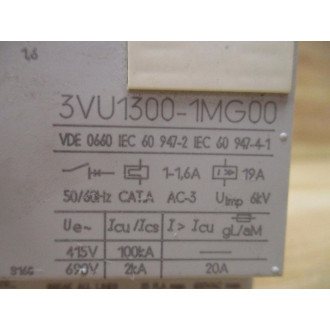 1,6
3VU1300-1MG00
VDE 0660 IEC 60 947-2 IEC 60 947-4-1
1-1,6A I> 19A
50/60Hz CAT.A AC-3 Uimp 6kV
Ue~ Icu/Ics I > Icu gL/aM
415V 100kA
690V 2kA 20A